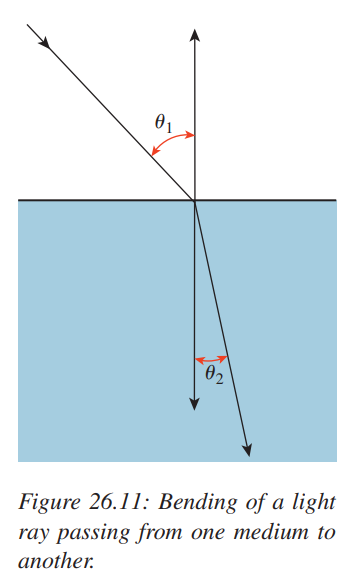 θ1
θ2
Figure 26.11: Bending of a light
ray passing from one medium to
another.